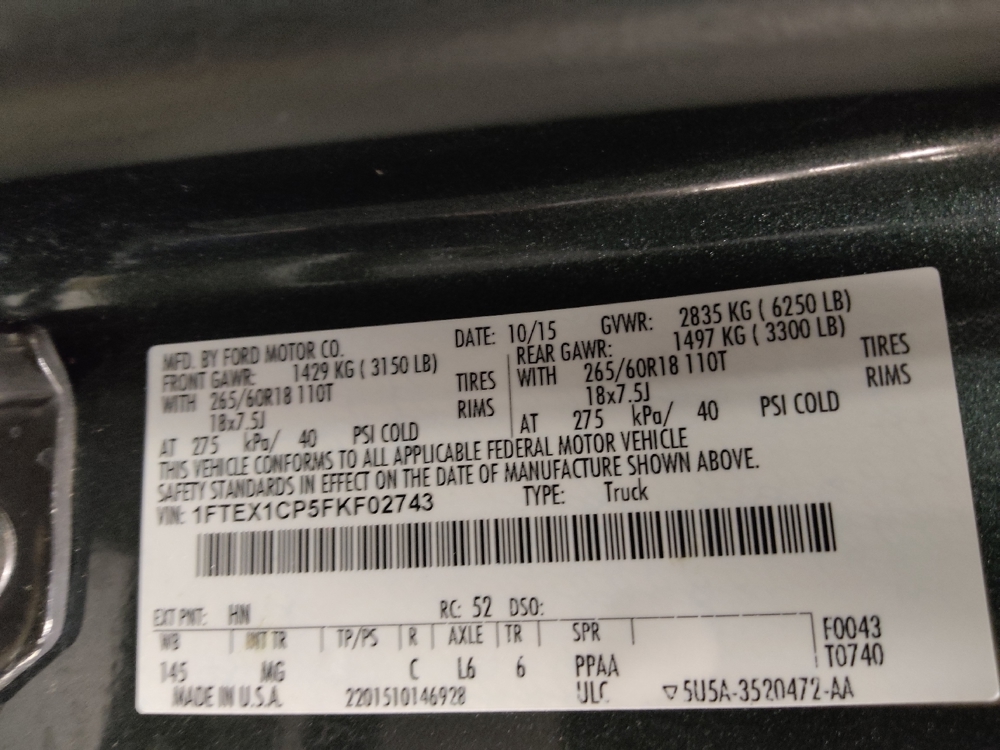 MFD. BY FORD MOTOR CO. DATE: 10/15 GVWR: 2835 KG ( 6250 LB)
FRONT GAWR: 1429 KG ( 3150 LB) REAR GAWR: 1497 KG ( 3300 LB)
WITH 265/60R18 110T TIRES WITH 265/60R18 110T TIRES
18x7.5J RIMS 18x7.5J RIMS
AT 275 kPa/ 40 PSI COLD AT 275 kPa/ 40 PSI COLD
THIS VEHICLE CONFORMS TO ALL APPLICABLE FEDERAL MOTOR VEHICLE
SAFETY STANDARDS IN EFFECT ON THE DATE OF MANUFACTURE SHOWN ABOVE.
VIN: 1FTEX1CP5FKF02743 TYPE: Truck
EXT PNT: HN RC: 52 DSO:
WB INT TR TP/PS R AXLE TR SPR F0043
145 MG C L6 6 PPAA T0740
MADE IN U.S.A. 2201510146928 ULC ▽5U5A-3520472-AA